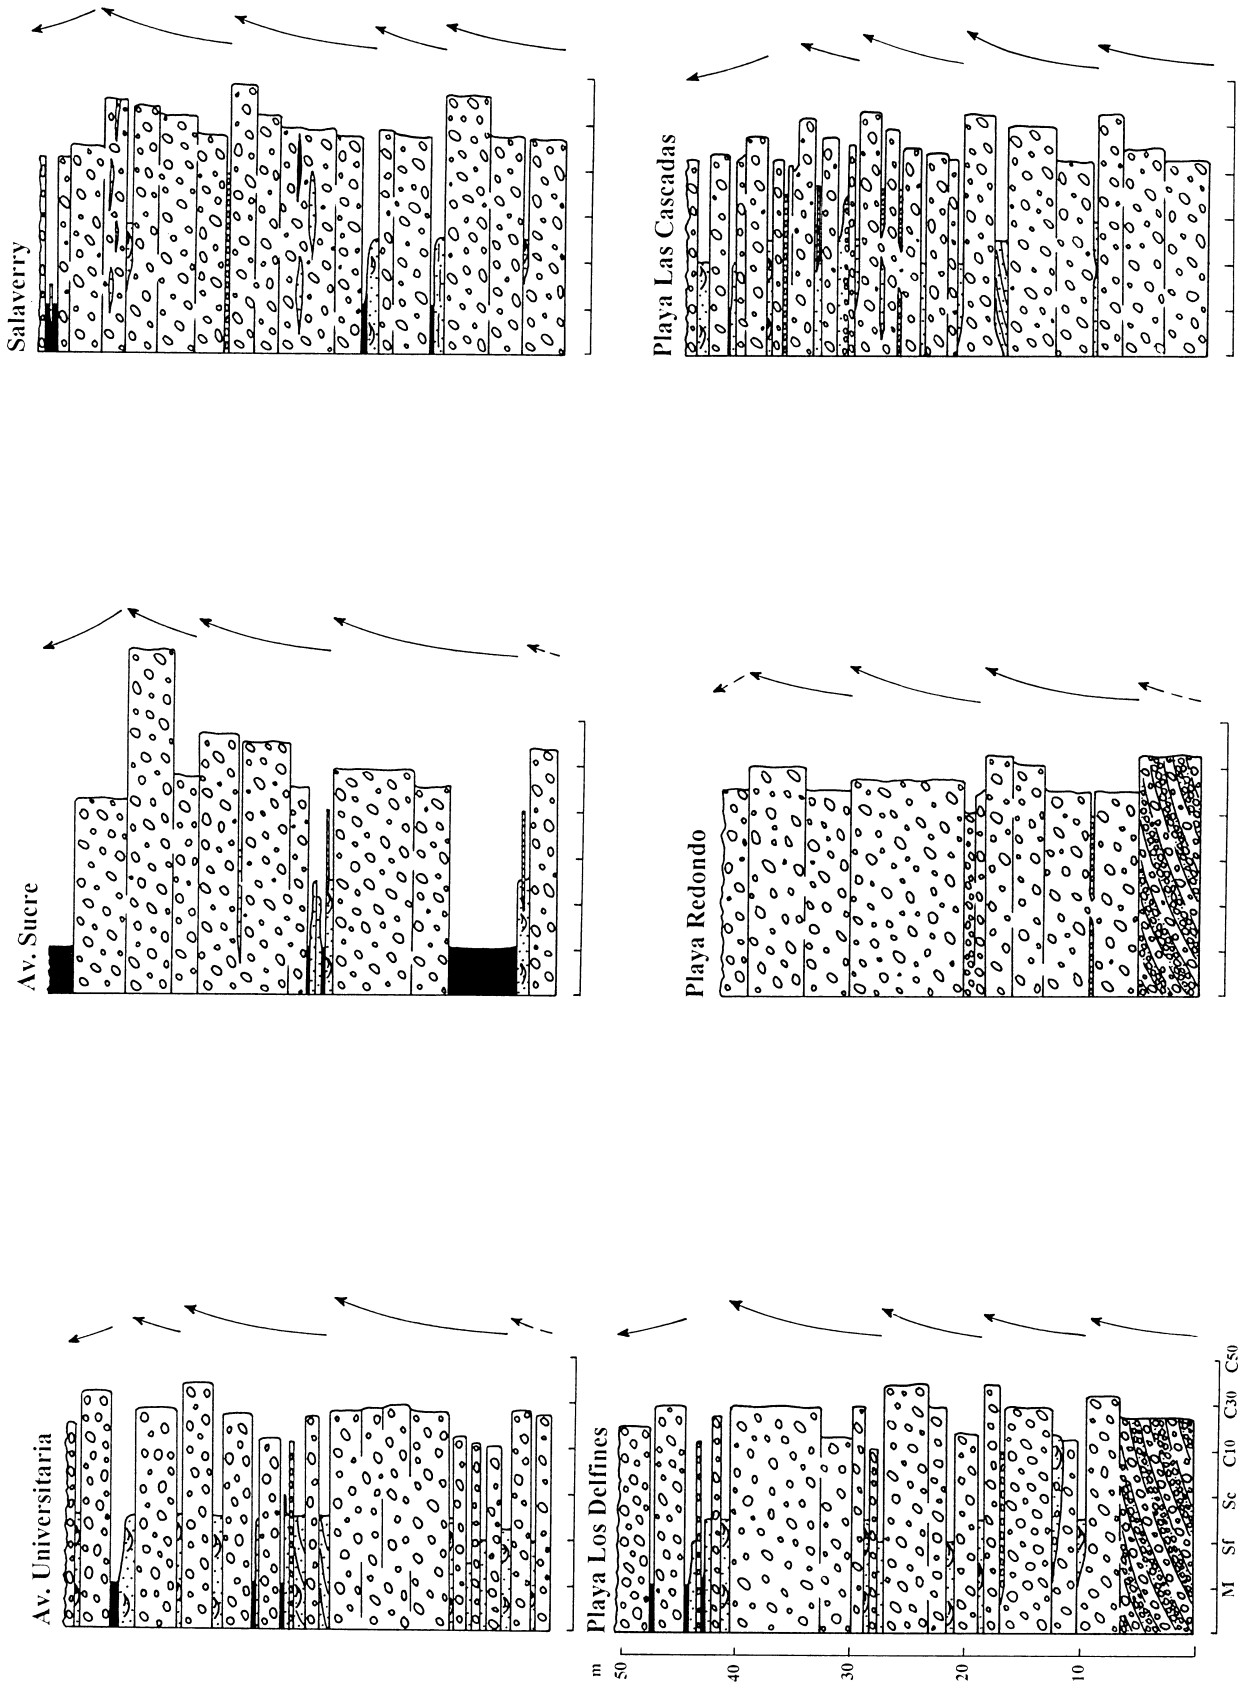 Av. Universitaria
Av. Sucre
Salaverry
Playa Los Delfines
Playa Redondo
Playa Las Cascadas
m
50
40
30
20
10
M Sf Sc C10 C30 C50